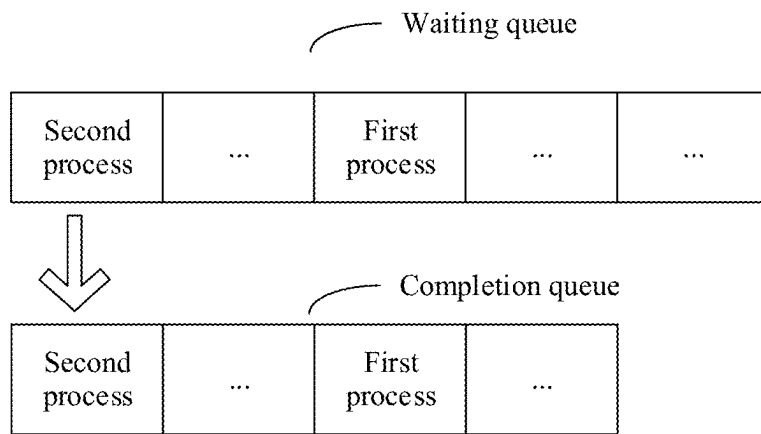 Waiting queue
Second process
...
First process
...
...
Completion queue
Second process
...
First process
...